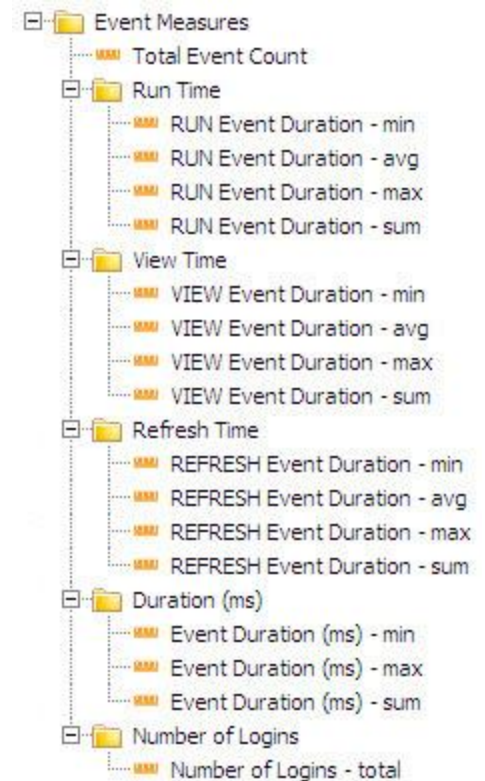 Event Measures
Total Event Count
Run Time
RUN Event Duration - min
RUN Event Duration - avg
RUN Event Duration - max
RUN Event Duration - sum
View Time
VIEW Event Duration - min
VIEW Event Duration - avg
VIEW Event Duration - max
VIEW Event Duration - sum
Refresh Time
REFRESH Event Duration - min
REFRESH Event Duration - avg
REFRESH Event Duration - max
REFRESH Event Duration - sum
Duration (ms)
Event Duration (ms) - min
Event Duration (ms) - max
Event Duration (ms) - sum
Number of Logins
Number of Logins - total